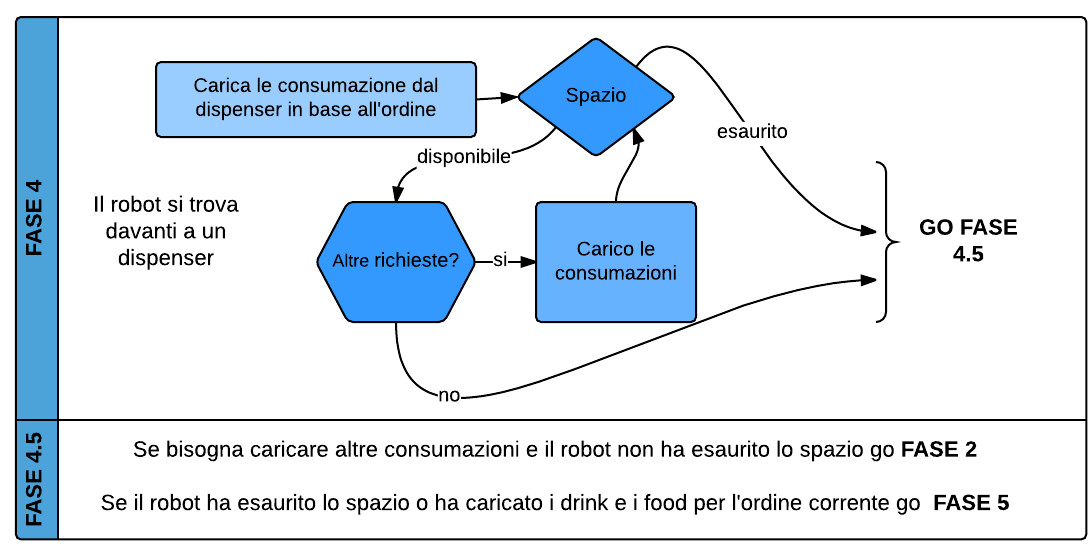 FASE 4
Carica le consumazione dal
dispenser in base all'ordine
Spazio
esaurito
disponibile
Il robot si trova
davanti a un
dispenser
Altre richieste?
si
Carico le
consumazioni
GO FASE
4.5
no
FASE 4.5
Se bisogna caricare altre consumazioni e il robot non ha esaurito lo spazio go FASE 2
Se il robot ha esaurito lo spazio o ha caricato i drink e i food per l'ordine corrente go FASE 5